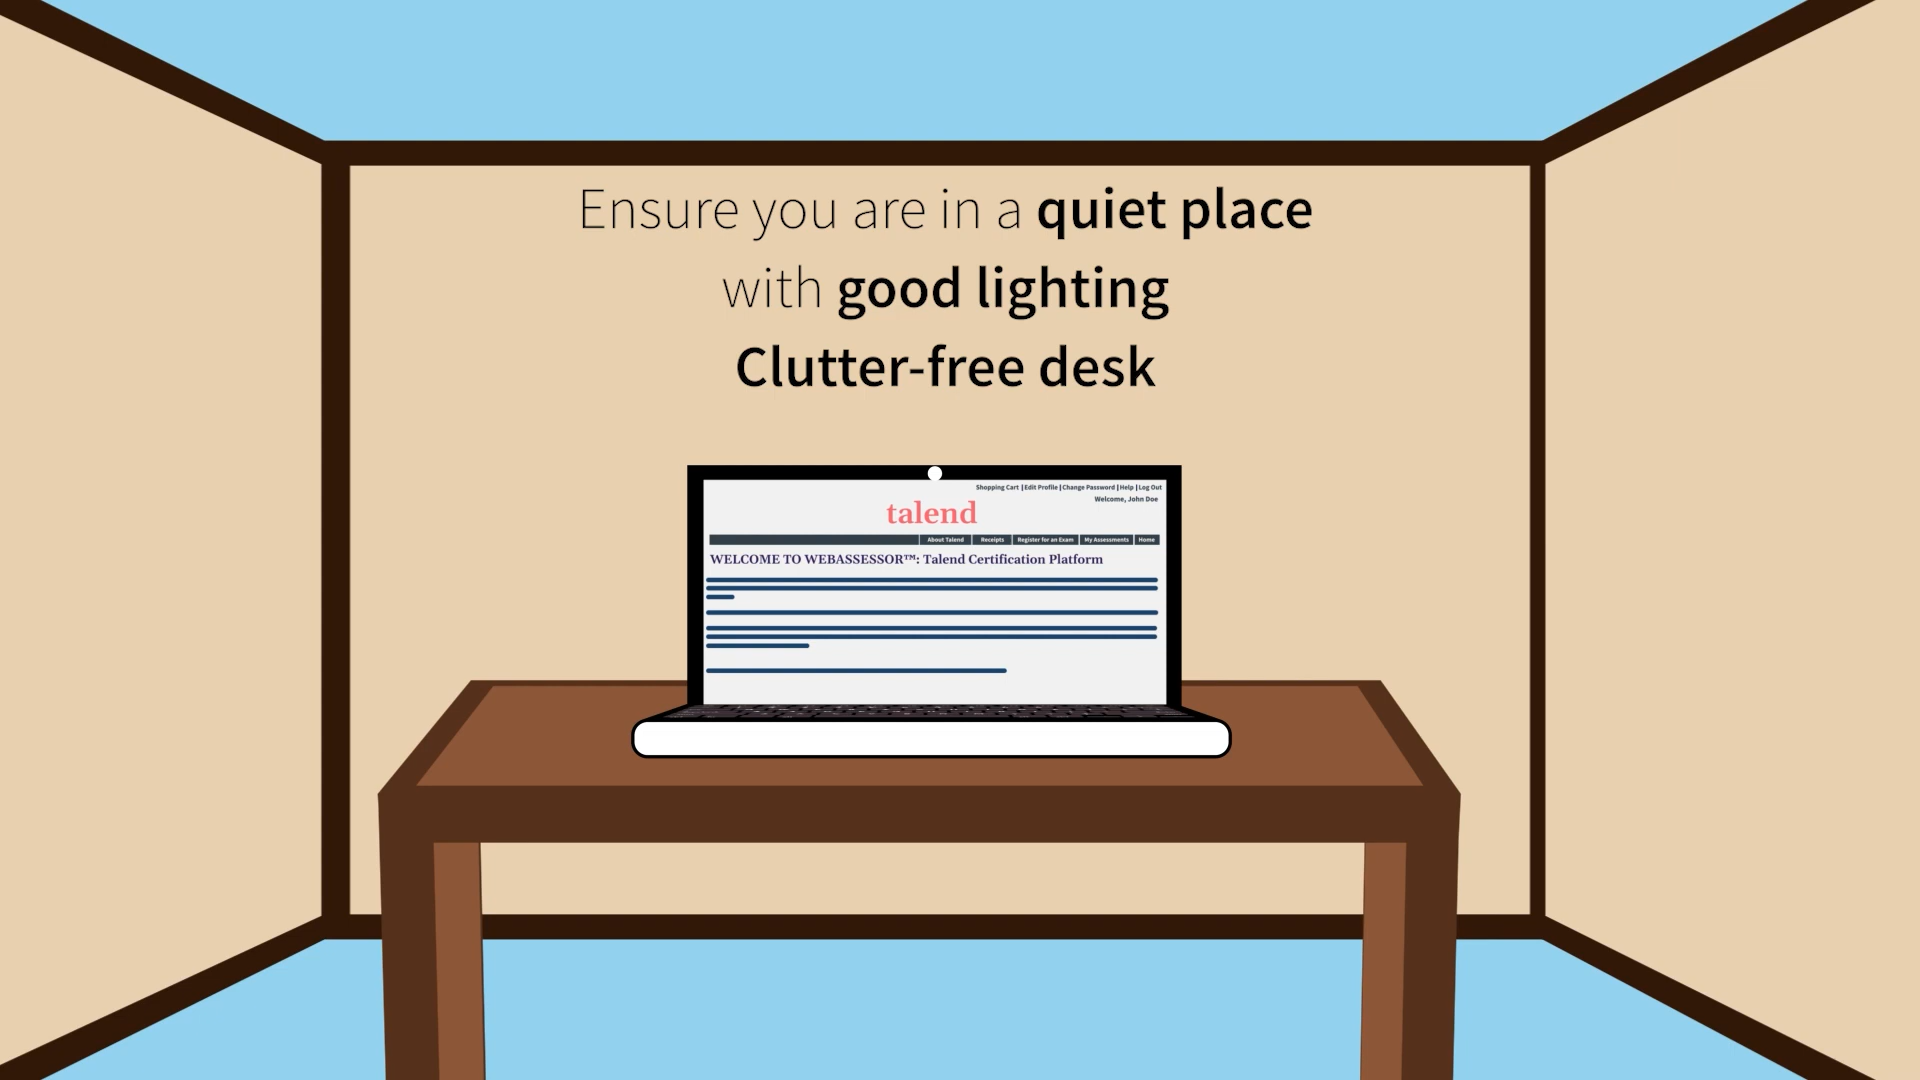 Ensure you are in a quiet place
with good lighting
Clutter-free desk
Shopping Cart | Edit Profile | Change Password | Help | Log Out
Welcome, John Doe
talend
About Talend | Receipts | Register for an Exam | My Assessments | Home
WELCOME TO WEBASSESSOR™: Talend Certification Platform